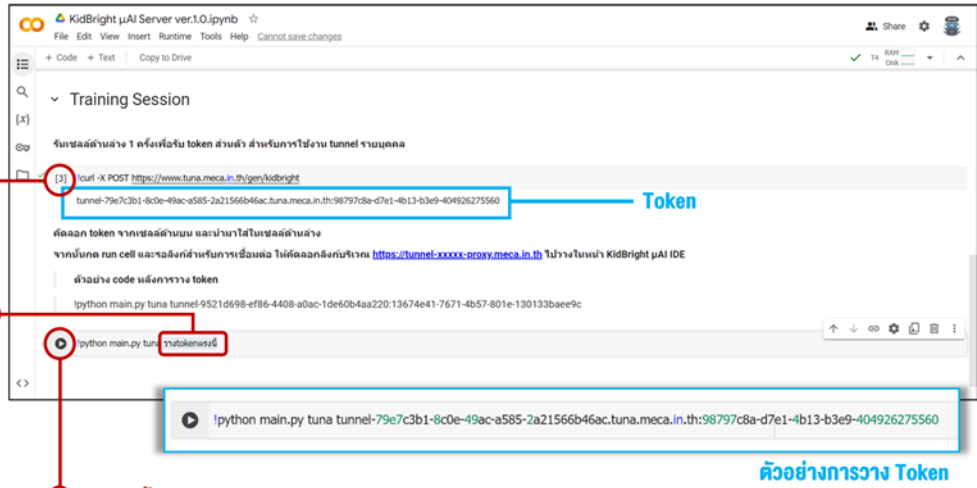 KidBright µAI Server ver.1.0.ipynb
Share
File Edit View Insert Runtime Tools Help Cannot save changes
+ Code + Text Copy to Drive
T4 RAM Disk
Training Session
{x}
รันเซลล์ด้านล่าง 1 ครั้งเพื่อรับ token ส่วนตัว สำหรับการใช้งาน tunnel รายบุคคล
[3] !curl -X POST https://www.tuna.meca.in.th/gen/kidbright
tunnel-79e7c3b1-8c0e-49ac-a585-2a21566b46ac.tuna.meca.in.th:98797c8a-d7e1-4b13-b3e9-404926275560
Token
คัดลอก token จากเซลล์ด้านบน และนำมาใส่ในเซลล์ด้านล่าง
จากนั้นกด run cell และรอลิงก์สำหรับการเชื่อมต่อ ให้คัดลอกลิงก์บริเวณ https://tunnel-xxxxx-proxy.meca.in.th ไปวางในหน้า KidBright µAI IDE
ตัวอย่าง code หลังการวาง token
!python main.py tuna tunnel-9521d698-ef86-4408-a0ac-1de60b4aa220:13674e41-7671-4b57-801e-130133baee9c
!python main.py tuna วางtokenตรงนี้
!python main.py tuna tunnel-79e7c3b1-8c0e-49ac-a585-2a21566b46ac.tuna.meca.in.th:98797c8a-d7e1-4b13-b3e9-404926275560
ตัวอย่างการวาง Token